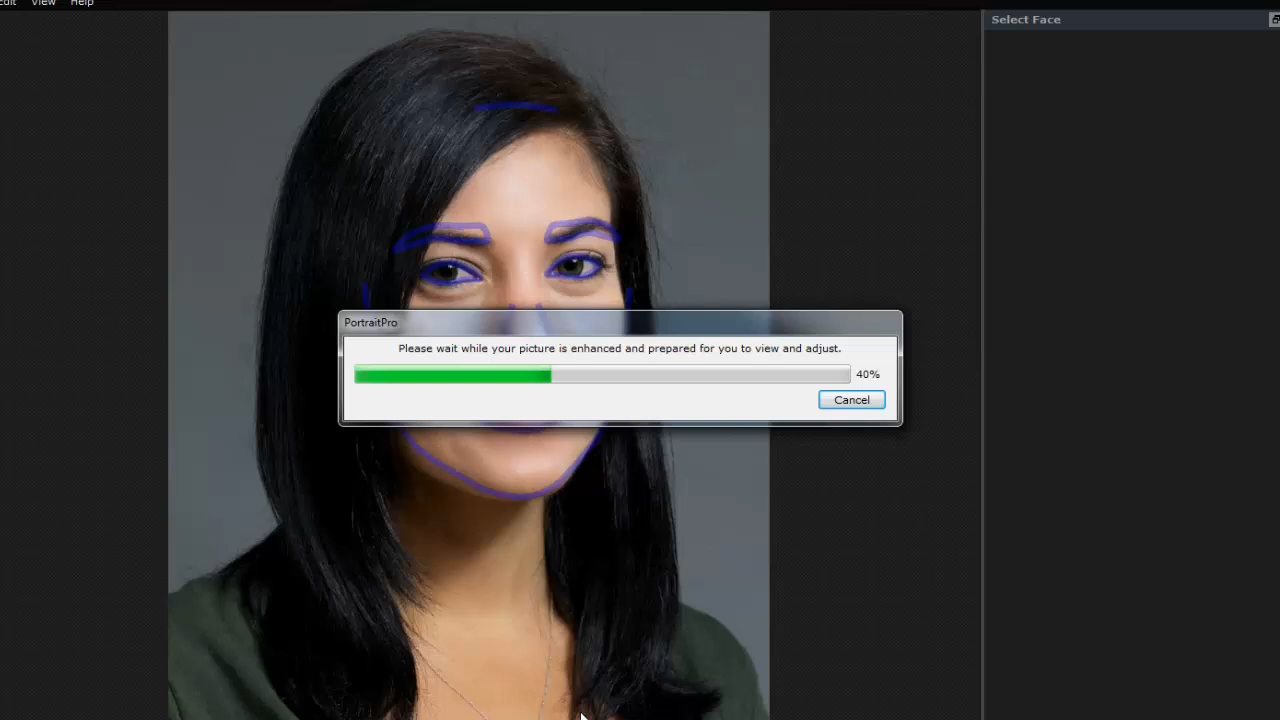 Edit View Help
Select Face
PortraitPro
Please wait while your picture is enhanced and prepared for you to view and adjust.
40%
Cancel